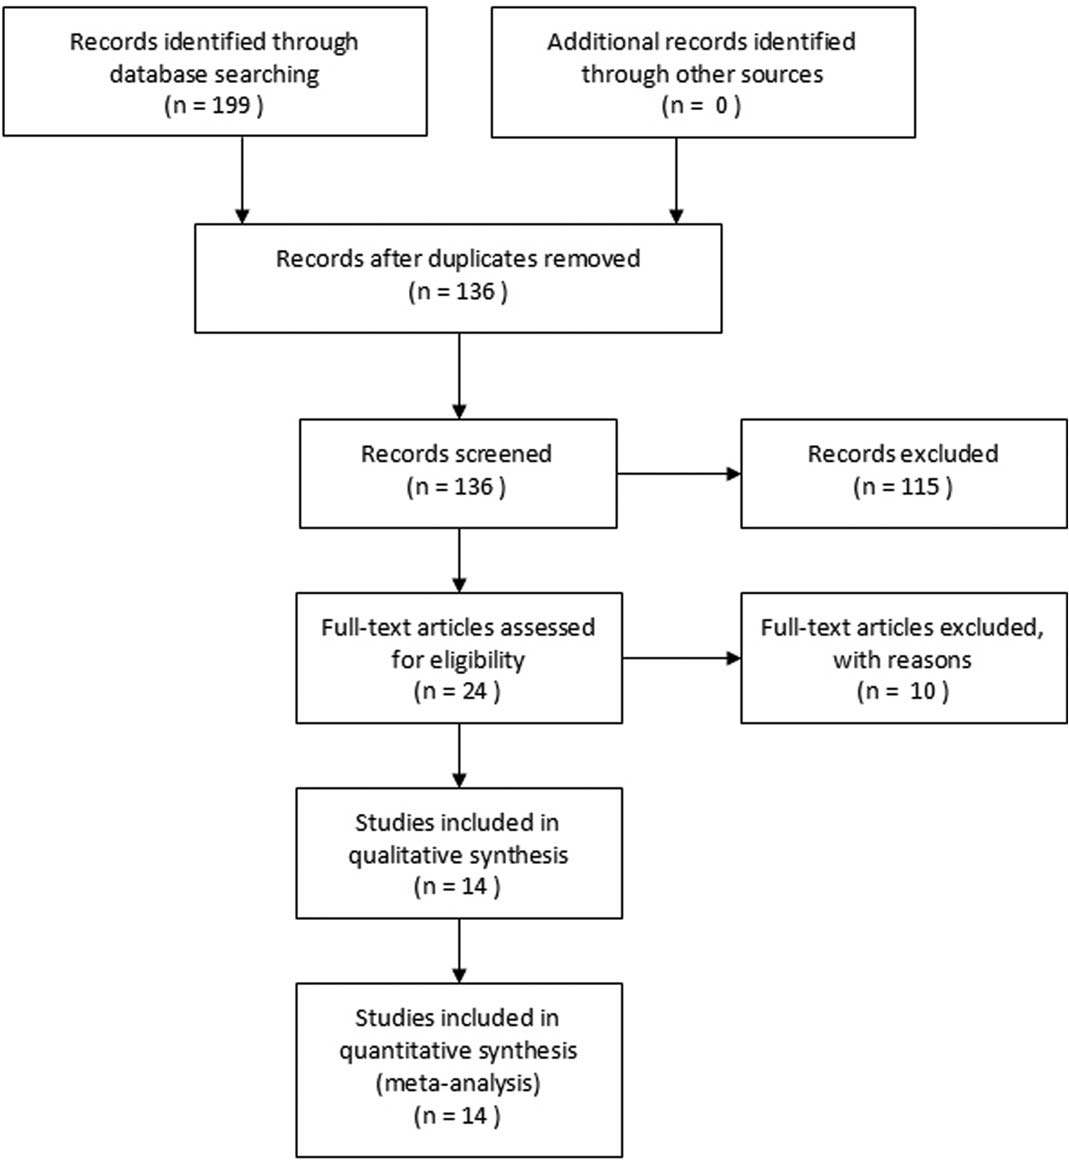 Records identified through
database searching
(n = 199 )
Additional records identified
through other sources
(n = 0 )
Records after duplicates removed
(n = 136 )
Records screened
(n = 136 )
Records excluded
(n = 115 )
Full-text articles assessed
for eligibility
(n = 24 )
Full-text articles excluded,
with reasons
(n = 10 )
Studies included in
qualitative synthesis
(n = 14 )
Studies included in
quantitative synthesis
(meta-analysis)
(n = 14 )